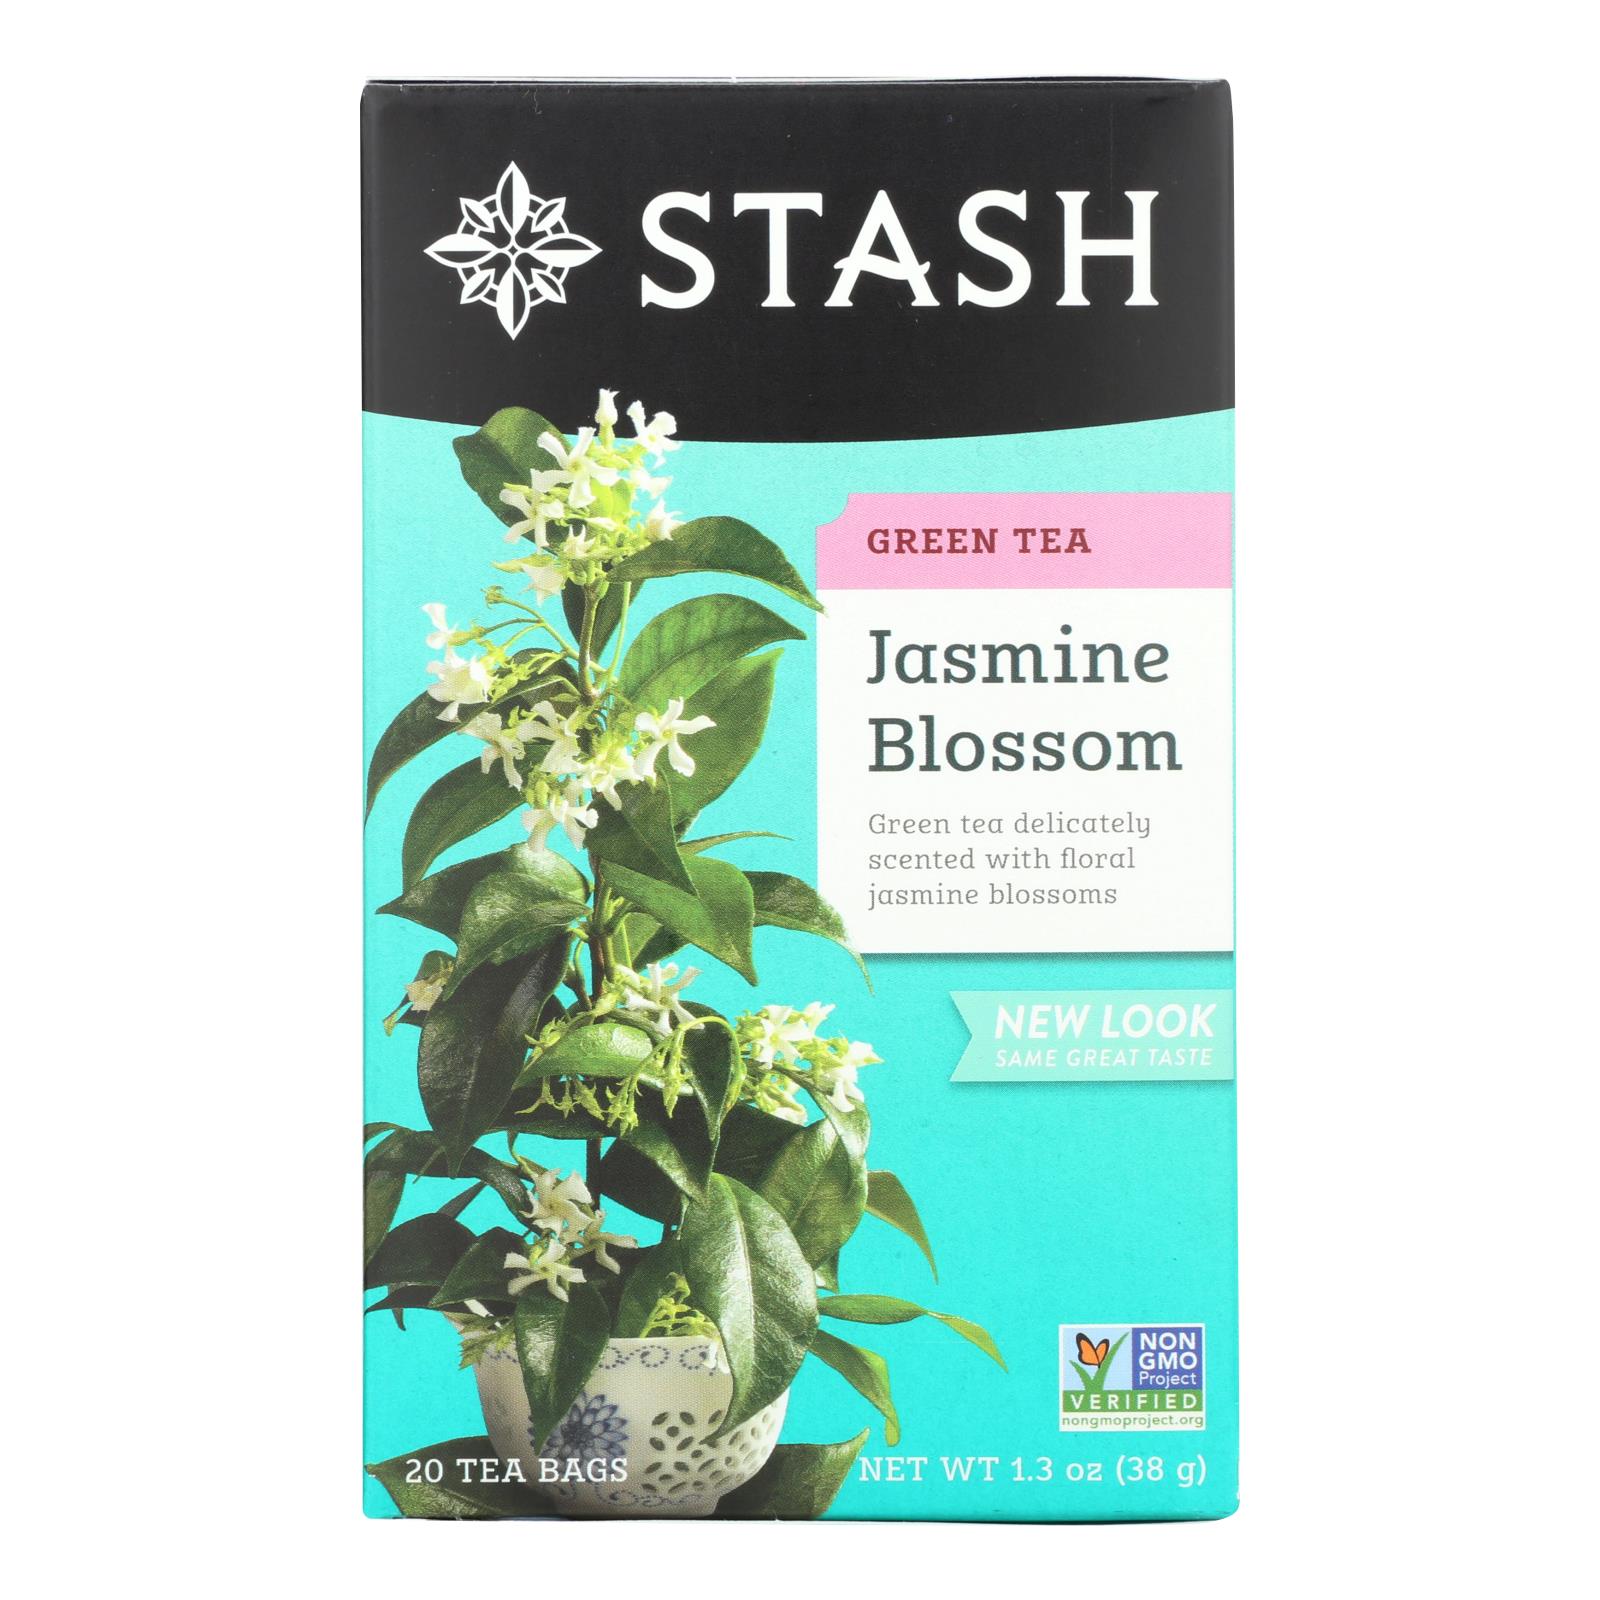 STASH
GREEN TEA
Jasmine
Blossom
Green tea delicately
scented with floral
jasmine blossoms
NEW LOOK
SAME GREAT TASTE
NON
GMO
Project
VERIFIED
nongmoproject.org
20 TEA BAGS
NET WT 1.3 oz (38 g)